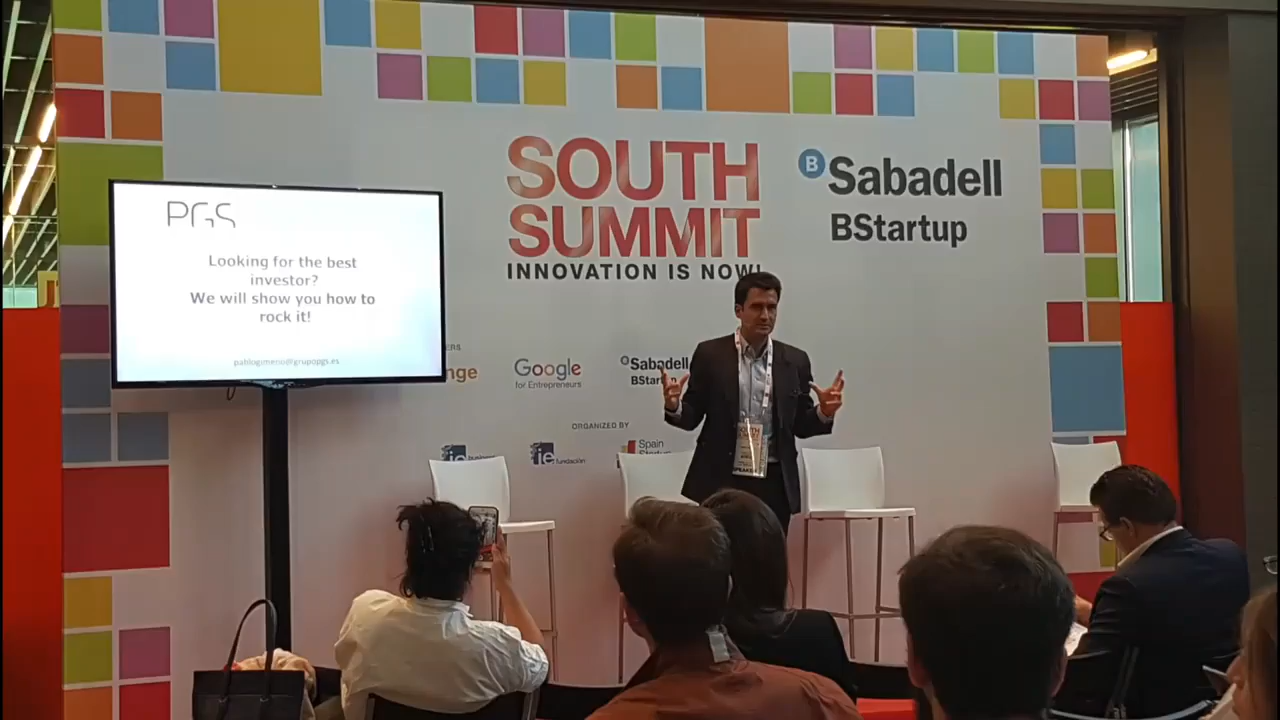 PGS
Looking for the best
investor?
We will show you how to
rock it!
pablogimeno@grupopgs.es
SOUTH
SUMMIT
INNOVATION IS NOW!
B Sabadell
BStartup
Google
for Entrepreneurs
B Sabadell
ORGANIZED BY
ie
ie fundación
Spain
SOUTH